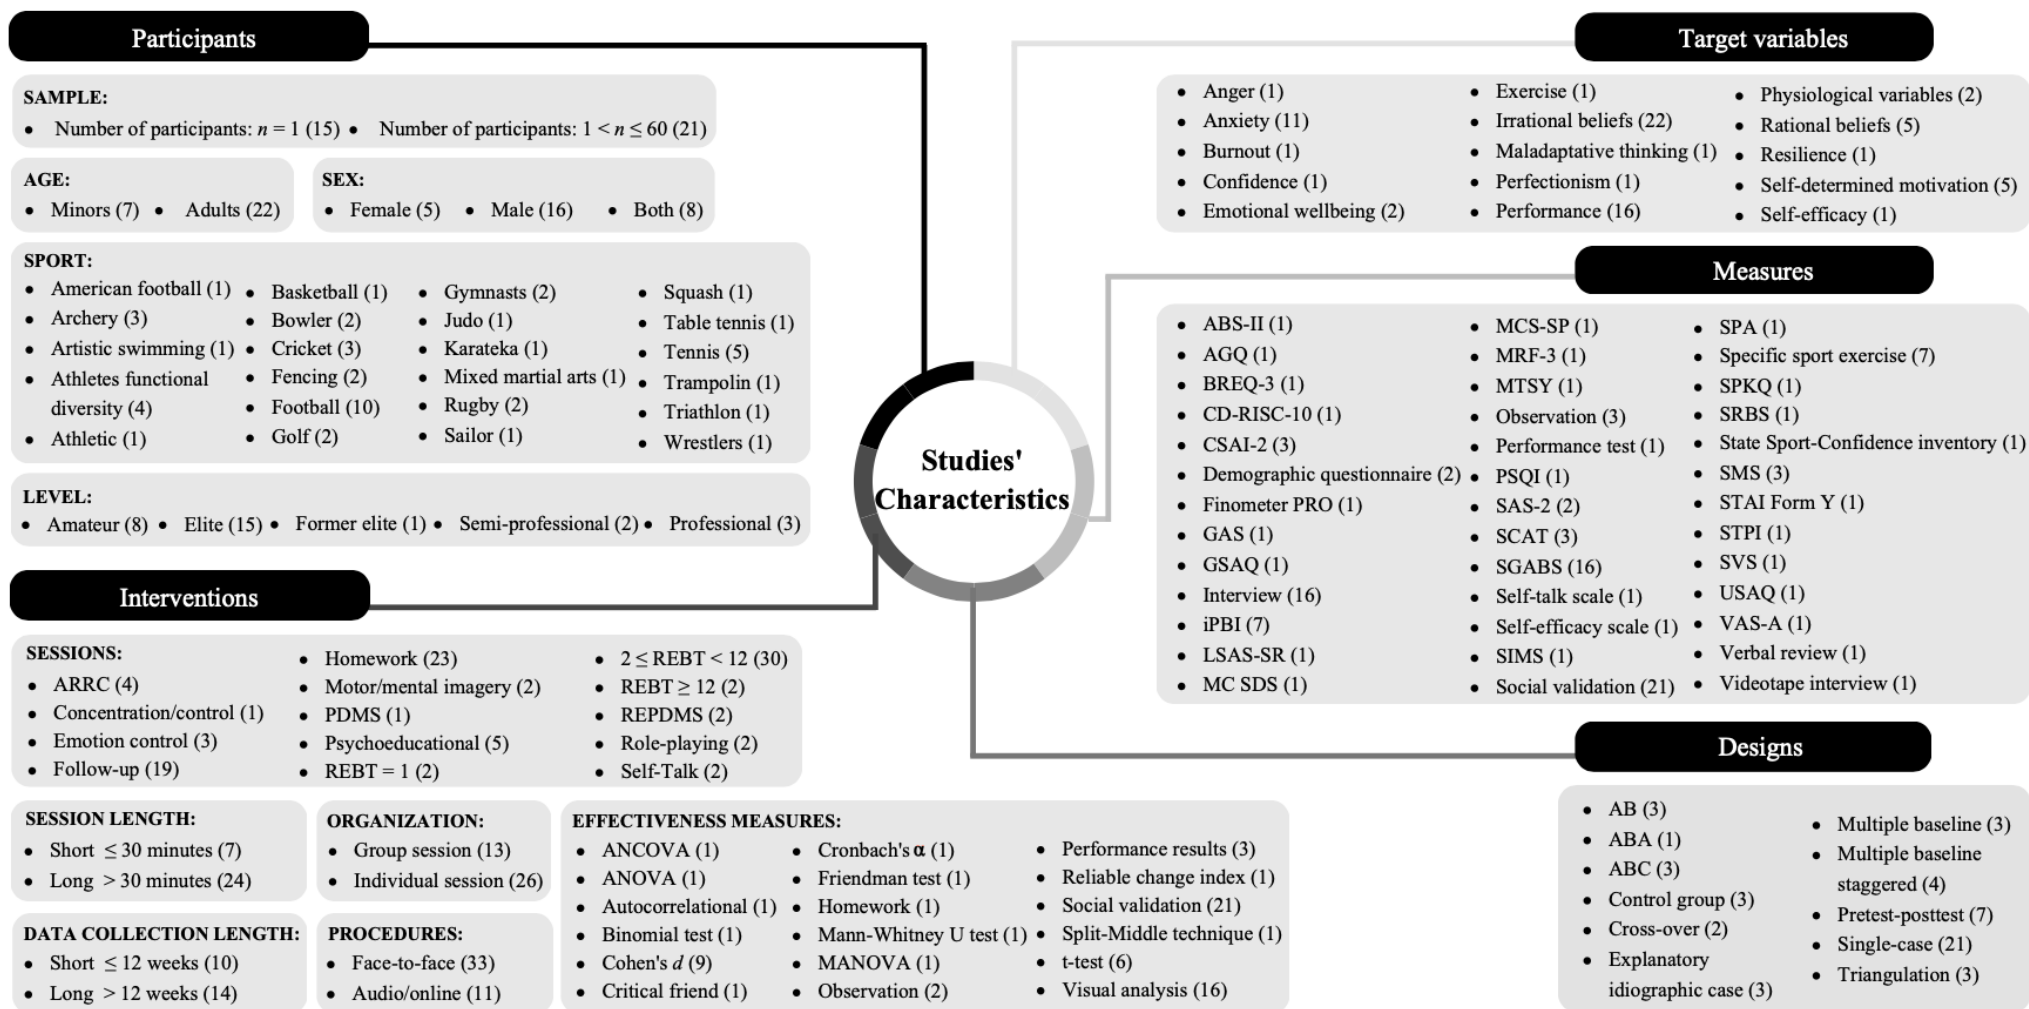 Participants
SAMPLE:
• Number of participants: n = 1 (15) • Number of participants: 1 < n ≤ 60 (21)
AGE:
• Minors (7) • Adults (22)
SEX:
• Female (5) • Male (16) • Both (8)
SPORT:
• American football (1)
• Archery (3)
• Artistic swimming (1)
• Athletes functional
diversity (4)
• Athletic (1)
• Basketball (1)
• Bowler (2)
• Cricket (3)
• Fencing (2)
• Football (10)
• Golf (2)
• Gymnasts (2)
• Judo (1)
• Karateka (1)
• Mixed martial arts (1)
• Rugby (2)
• Sailor (1)
• Squash (1)
• Table tennis (1)
• Tennis (5)
• Trampolin (1)
• Triathlon (1)
• Wrestlers (1)
LEVEL:
• Amateur (8) • Elite (15) • Former elite (1) • Semi-professional (2) • Professional (3)
Interventions
SESSIONS:
• ARRC (4)
• Concentration/control (1)
• Emotion control (3)
• Follow-up (19)
• Homework (23)
• Motor/mental imagery (2)
• PDMS (1)
• Psychoeducational (5)
• REBT = 1 (2)
• 2 ≤ REBT < 12 (30)
• REBT ≥ 12 (2)
• REPDMS (2)
• Role-playing (2)
• Self-Talk (2)
SESSION LENGTH:
• Short ≤ 30 minutes (7)
• Long > 30 minutes (24)
ORGANIZATION:
• Group session (13)
• Individual session (26)
DATA COLLECTION LENGTH:
• Short ≤ 12 weeks (10)
• Long > 12 weeks (14)
PROCEDURES:
• Face-to-face (33)
• Audio/online (11)
EFFECTIVENESS MEASURES:
• ANCOVA (1)
• ANOVA (1)
• Autocorrelational (1)
• Binomial test (1)
• Cohen's d (9)
• Critical friend (1)
• Cronbach's α (1)
• Friendman test (1)
• Homework (1)
• Mann-Whitney U test (1)
• MANOVA (1)
• Observation (2)
• Performance results (3)
• Reliable change index (1)
• Social validation (21)
• Split-Middle technique (1)
• t-test (6)
• Visual analysis (16)
Studies'
Characteristics
Target variables
• Anger (1)
• Anxiety (11)
• Burnout (1)
• Confidence (1)
• Emotional wellbeing (2)
• Exercise (1)
• Irrational beliefs (22)
• Maladaptative thinking (1)
• Perfectionism (1)
• Performance (16)
• Physiological variables (2)
• Rational beliefs (5)
• Resilience (1)
• Self-determined motivation (5)
• Self-efficacy (1)
Measures
• ABS-II (1)
• AGQ (1)
• BREQ-3 (1)
• CD-RISC-10 (1)
• CSAI-2 (3)
• Demographic questionnaire (2)
• Finometer PRO (1)
• GAS (1)
• GSAQ (1)
• Interview (16)
• iPBI (7)
• LSAS-SR (1)
• MC SDS (1)
• MCS-SP (1)
• MRF-3 (1)
• MTSY (1)
• Observation (3)
• Performance test (1)
• PSQI (1)
• SAS-2 (2)
• SCAT (3)
• SGABS (16)
• Self-talk scale (1)
• Self-efficacy scale (1)
• SIMS (1)
• Social validation (21)
• SPA (1)
• Specific sport exercise (7)
• SPKQ (1)
• SRBS (1)
• State Sport-Confidence inventory (1)
• SMS (3)
• STAI Form Y (1)
• STPI (1)
• SVS (1)
• USAQ (1)
• VAS-A (1)
• Verbal review (1)
• Videotape interview (1)
Designs
• AB (3)
• ABA (1)
• ABC (3)
• Control group (3)
• Cross-over (2)
• Explanatory
idiographic case (3)
• Multiple baseline (3)
• Multiple baseline
staggered (4)
• Pretest-posttest (7)
• Single-case (21)
• Triangulation (3)